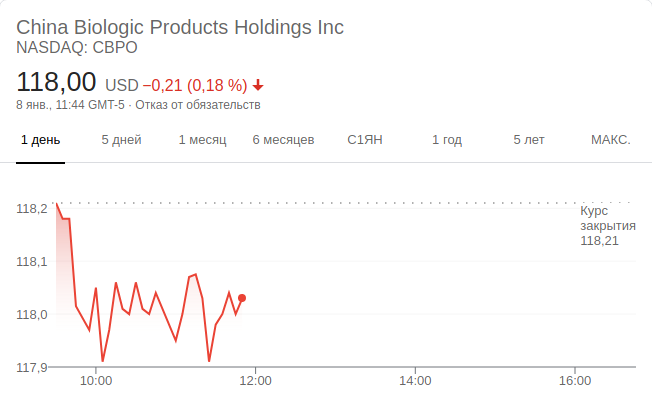 China Biologic Products Holdings Inc
NASDAQ: CBPO
118,00 USD −0,21 (0,18 %)
8 янв., 11:44 GMT-5 · Отказ от обязательств
1 день 5 дней 1 месяц 6 месяцев С1ЯН 1 год 5 лет МАКС.
118,2
Курс
закрытия
118,21
118,1
118,0
117,9
10:00 12:00 14:00 16:00